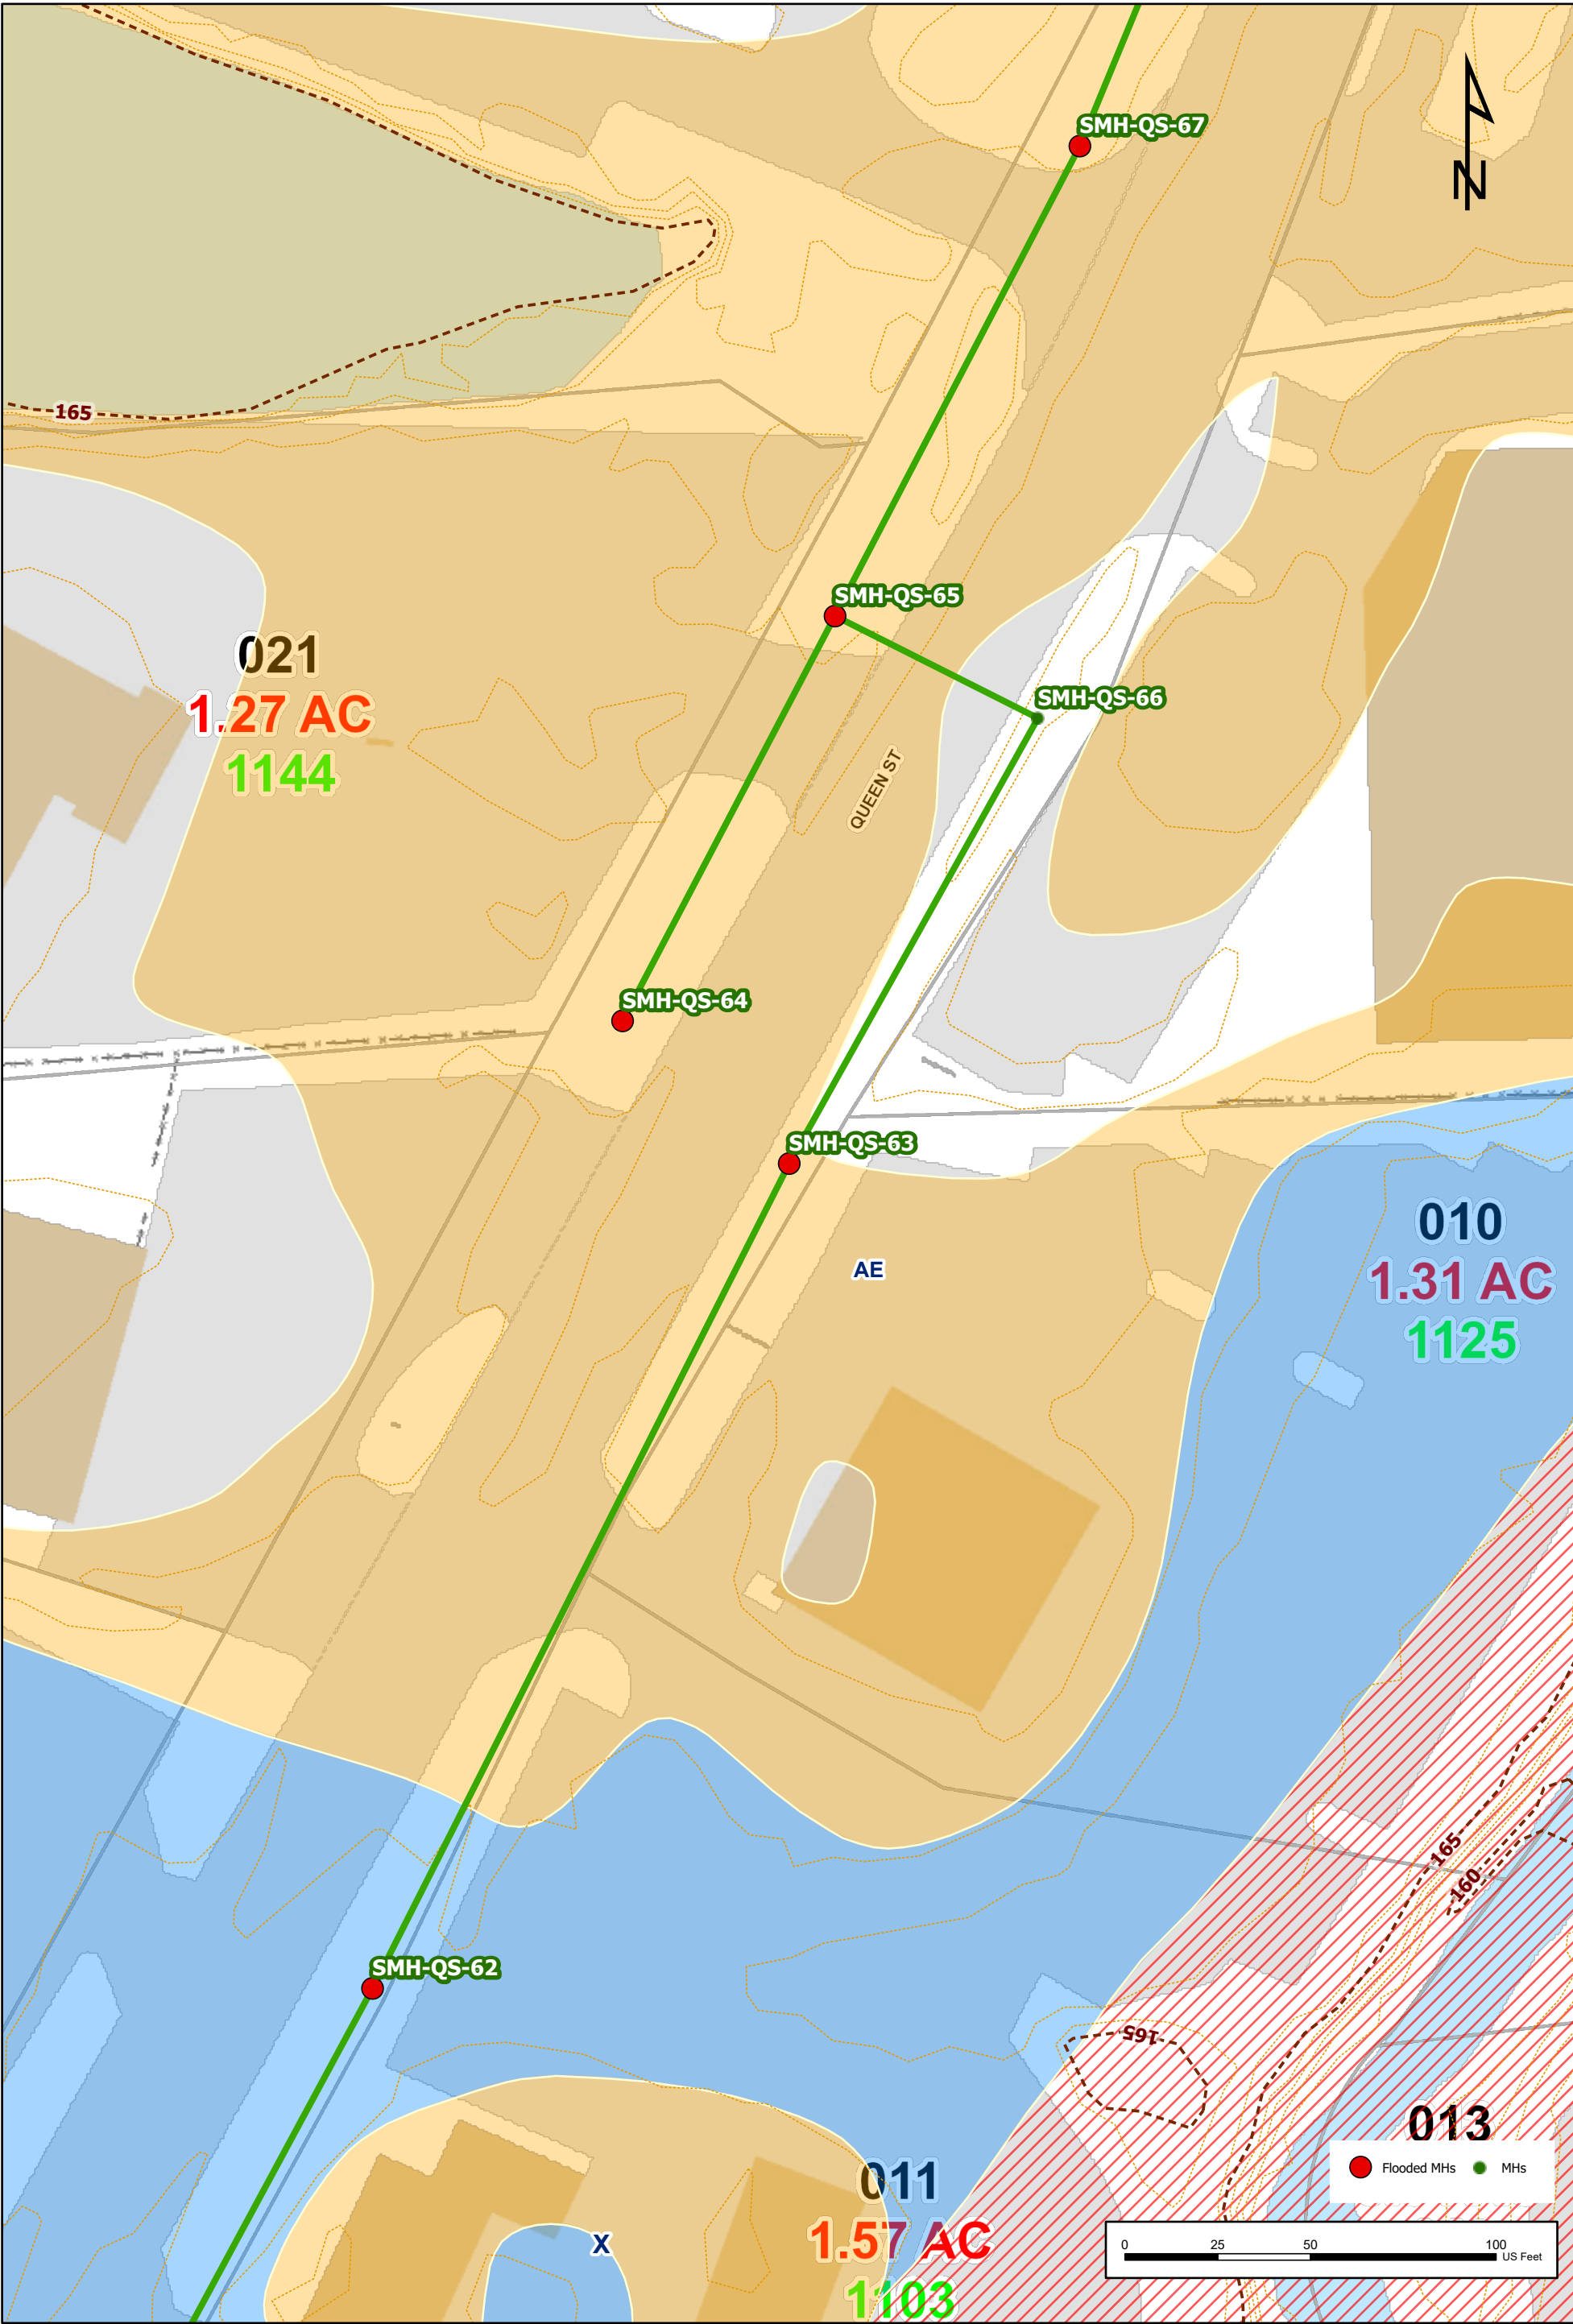 SMH-QS-67
N
165
SMH-QS-65
021
1.27 AC
1144
SMH-QS-66
QUEEN ST
SMH-QS-64
SMH-QS-63
010
1.31 AC
1125
AE
165
160
SMH-QS-62
165
013
011
1.57 AC
1103
X
Flooded MHs
MHs
0 25 50 100
US Feet